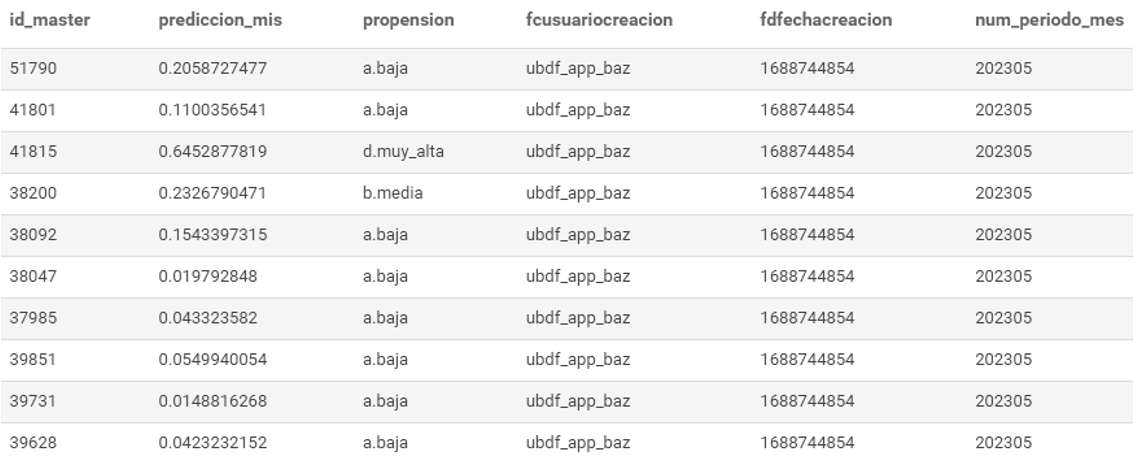 id_master prediccion_mis propension fcusuariocreacion fdfechacreacion num_periodo_mes
51790 0.2058727477 a.baja ubdf_app_baz 1688744854 202305
41801 0.1100356541 a.baja ubdf_app_baz 1688744854 202305
41815 0.6452877819 d.muy_alta ubdf_app_baz 1688744854 202305
38200 0.2326790471 b.media ubdf_app_baz 1688744854 202305
38092 0.1543397315 a.baja ubdf_app_baz 1688744854 202305
38047 0.019792848 a.baja ubdf_app_baz 1688744854 202305
37985 0.043323582 a.baja ubdf_app_baz 1688744854 202305
39851 0.0549940054 a.baja ubdf_app_baz 1688744854 202305
39731 0.0148816268 a.baja ubdf_app_baz 1688744854 202305
39628 0.0423232152 a.baja ubdf_app_baz 1688744854 202305